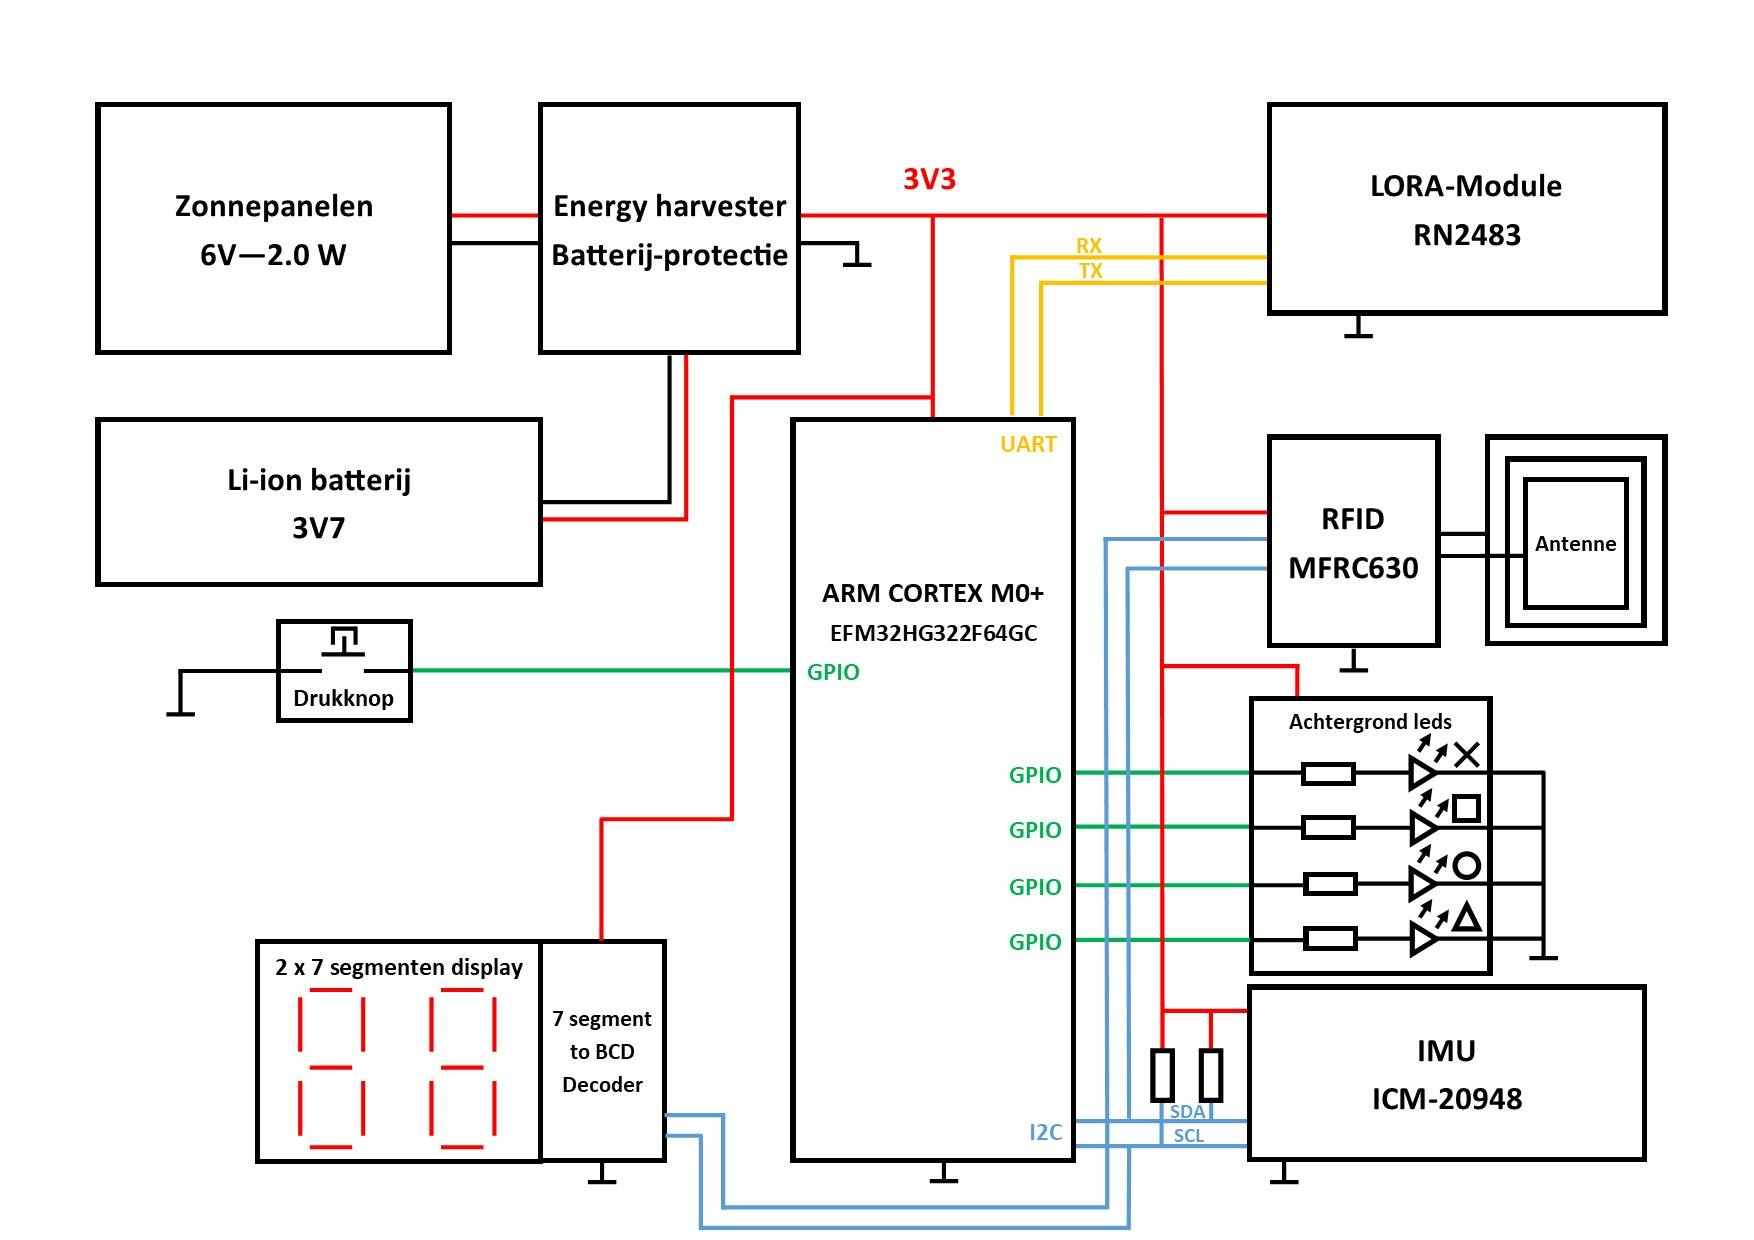 Zonnepanelen
6V—2.0 W
Energy harvester
Batterij-protectie
3V3
LORA-Module
RN2483
RX
TX
Li-ion batterij
3V7
UART
RFID
MFRC630
Antenne
ARM CORTEX M0+
EFM32HG322F64GC
GPIO
Drukknop
Achtergrond leds
GPIO
GPIO
GPIO
GPIO
2 x 7 segmenten display
7 segment
to BCD
Decoder
I2C
SDA
SCL
IMU
ICM-20948